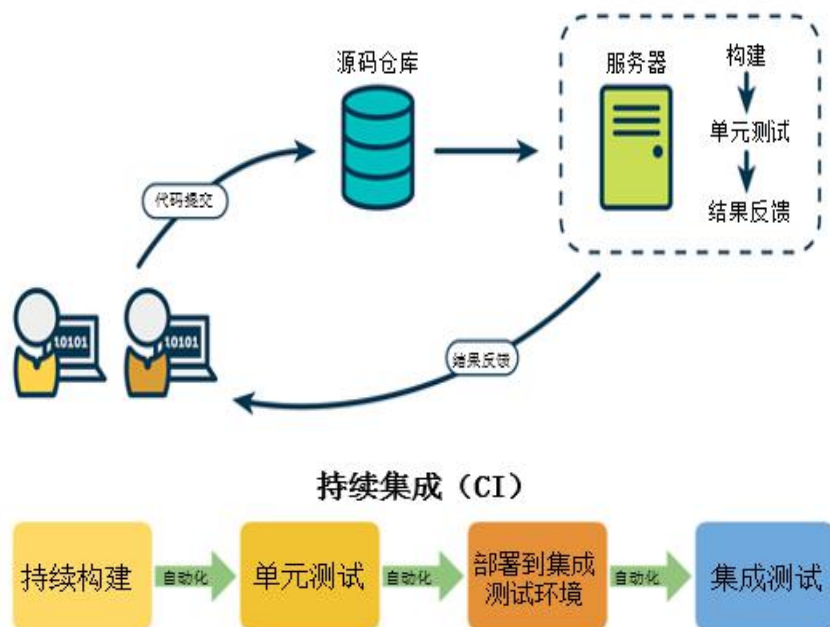 源码仓库
服务器
构建
单元测试
结果反馈
代码提交
10101
10101
结果反馈
持续集成（CI）
持续构建
自动化
单元测试
自动化
部署到集成
测试环境
自动化
集成测试